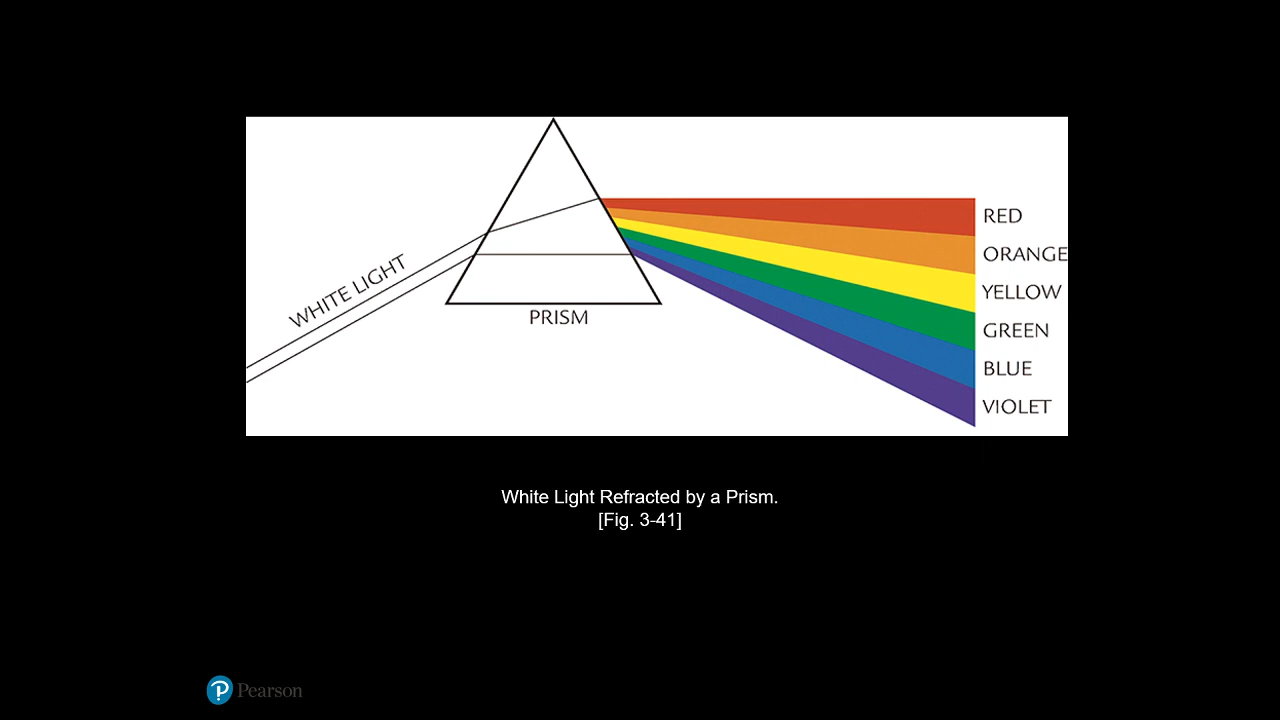 WHITE LIGHT
PRISM
RED
ORANGE
YELLOW
GREEN
BLUE
VIOLET
White Light Refracted by a Prism.
[Fig. 3-41]
Pearson